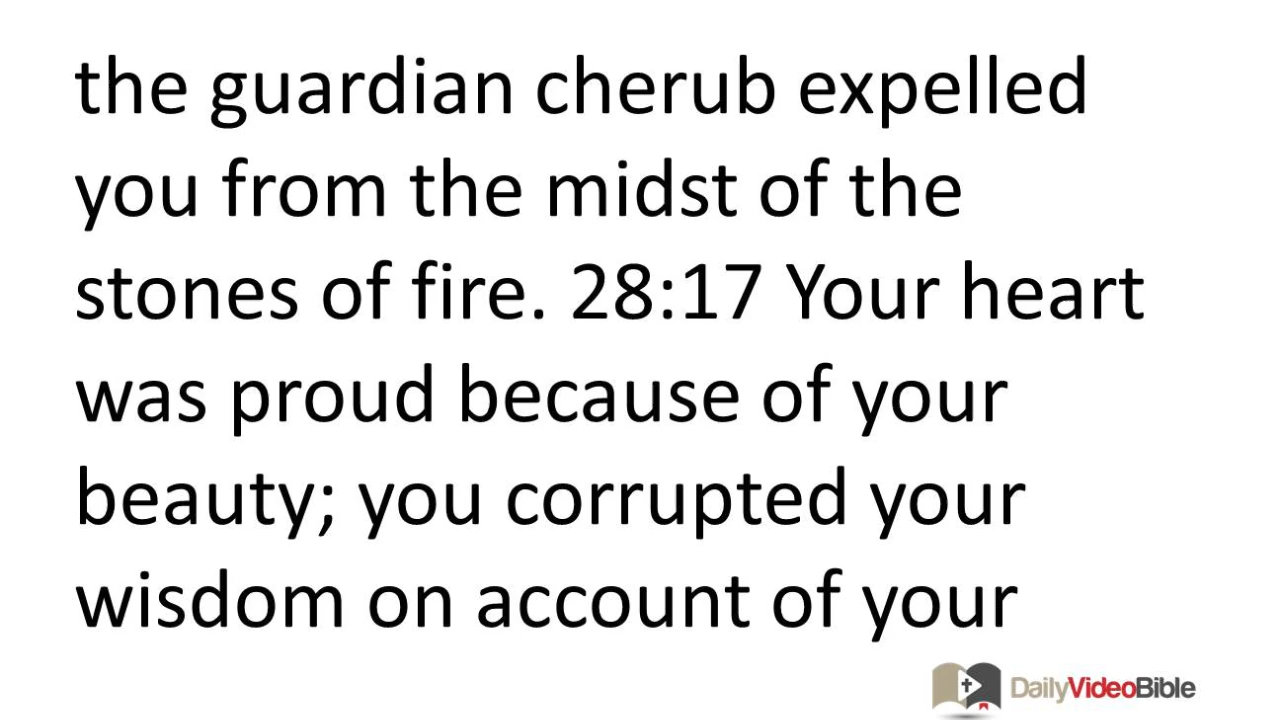 the guardian cherub expelled
you from the midst of the
stones of fire. 28:17 Your heart
was proud because of your
beauty; you corrupted your
wisdom on account of your
DailyVideoBible